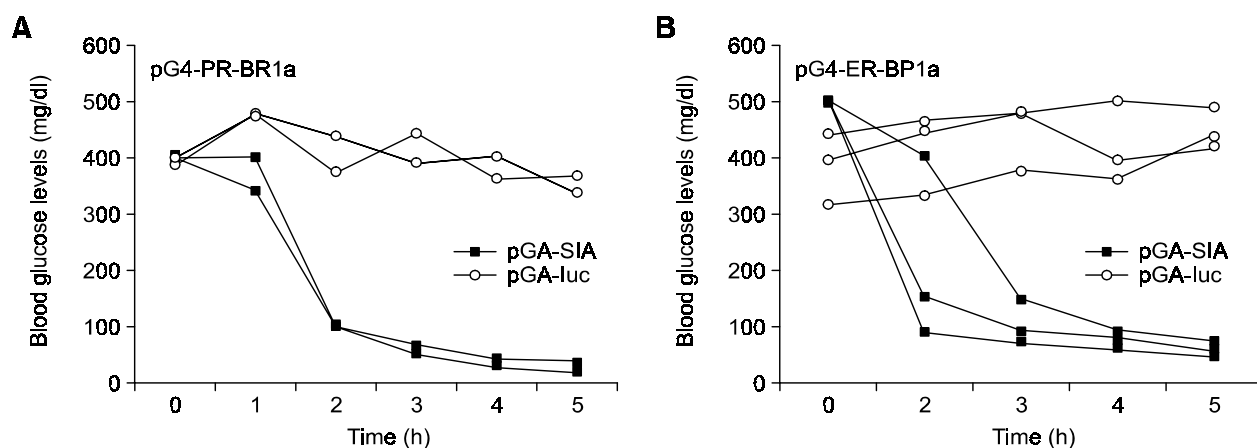 A
pG4-PR-BR1a
Blood glucose levels (mg/dl)
600
500
400
300
200
100
0
pGA-SIA
pGA-luc
0 1 2 3 4 5
Time (h)
B
pG4-ER-BP1a
Blood glucose levels (mg/dl)
600
500
400
300
200
100
0
pGA-SIA
pGA-luc
0 2 3 4 5
Time (h)